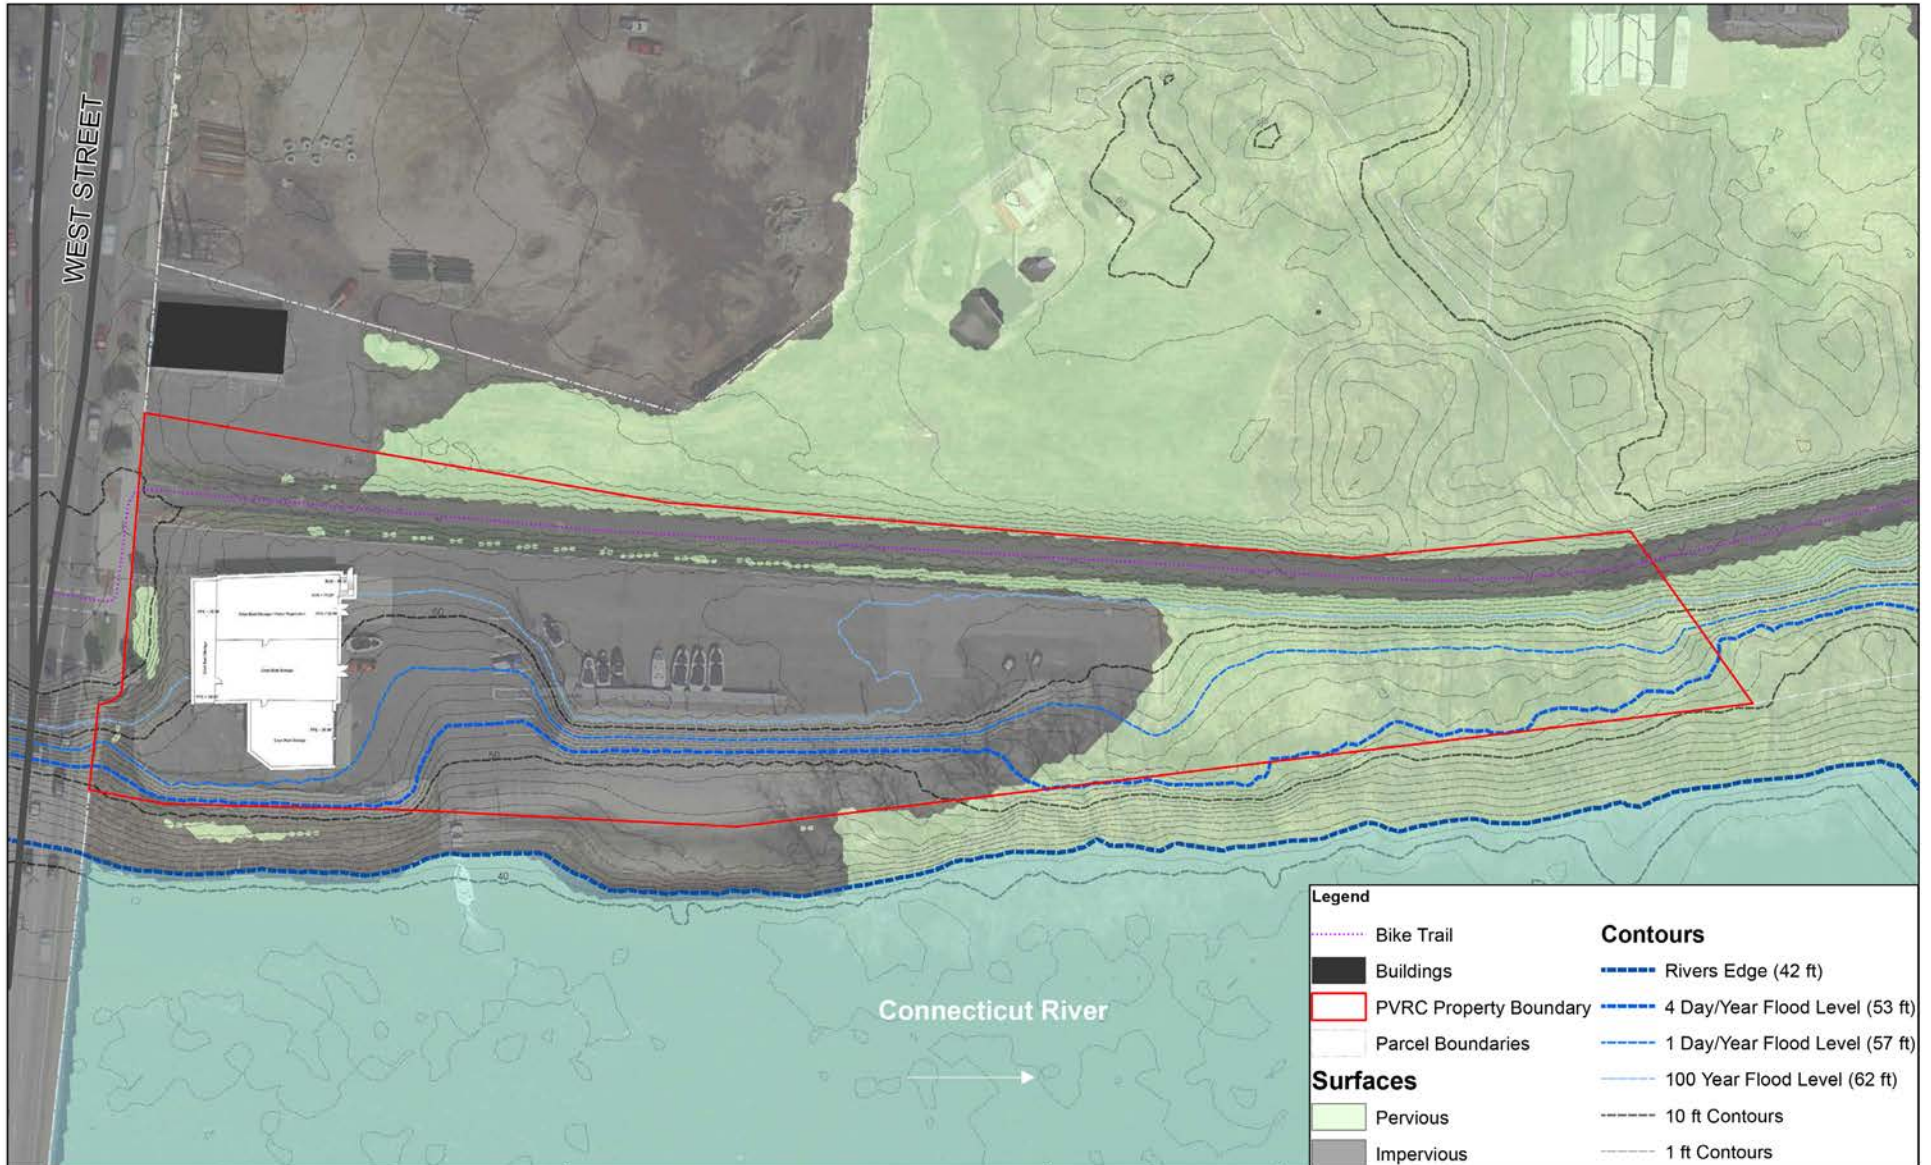 WEST STREET
60
50
40
Connecticut River
Legend
Bike Trail
Buildings
PVRC Property Boundary
Parcel Boundaries
Surfaces
Pervious
Impervious
Contours
Rivers Edge (42 ft)
4 Day/Year Flood Level (53 ft)
1 Day/Year Flood Level (57 ft)
100 Year Flood Level (62 ft)
10 ft Contours
1 ft Contours